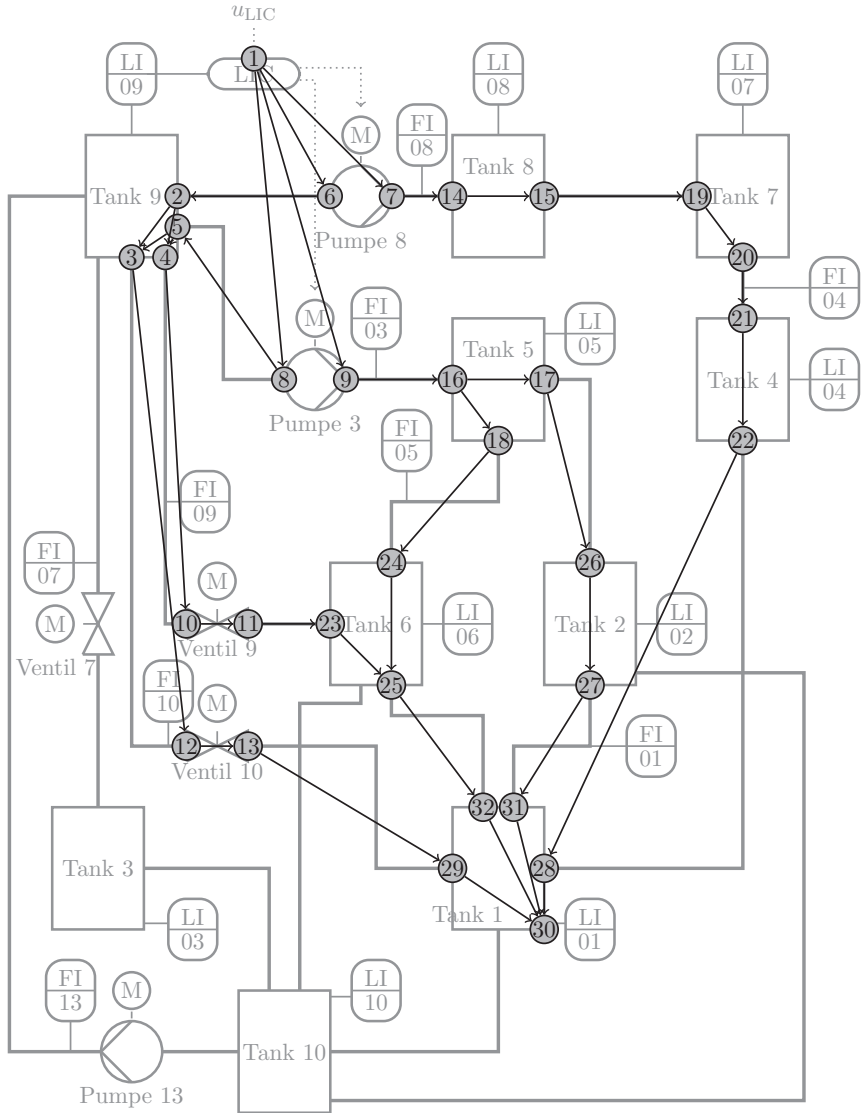 u_LIC
LIC
1
LI
09
LI
08
LI
07
M
FI
08
Tank 9
2
6
7
14
Tank 8
15
19
Tank 7
5
Pumpe 8
3
4
20
FI
04
M
FI
03
21
LI
05
Tank 5
8
9
16
17
Tank 4
LI
04
Pumpe 3
FI
05
18
22
FI
09
FI
07
24
26
M
M
Ventil 7
10
11
Ventil 9
23
Tank 6
LI
06
Tank 2
LI
02
FI
10
M
25
27
12
13
Ventil 10
FI
01
32
31
Tank 3
29
28
LI
03
Tank 1
30
LI
01
FI
13
M
LI
10
Tank 10
Pumpe 13